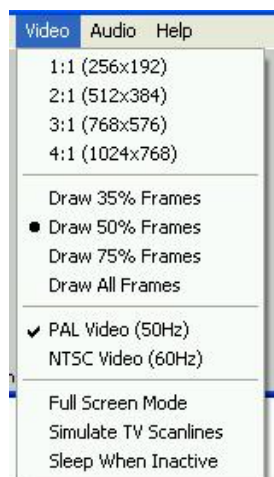 Video Audio Help
1:1 (256x192)
2:1 (512x384)
3:1 (768x576)
4:1 (1024x768)
Draw 35% Frames
Draw 50% Frames
Draw 75% Frames
Draw All Frames
PAL Video (50Hz)
NTSC Video (60Hz)
Full Screen Mode
Simulate TV Scanlines
Sleep When Inactive